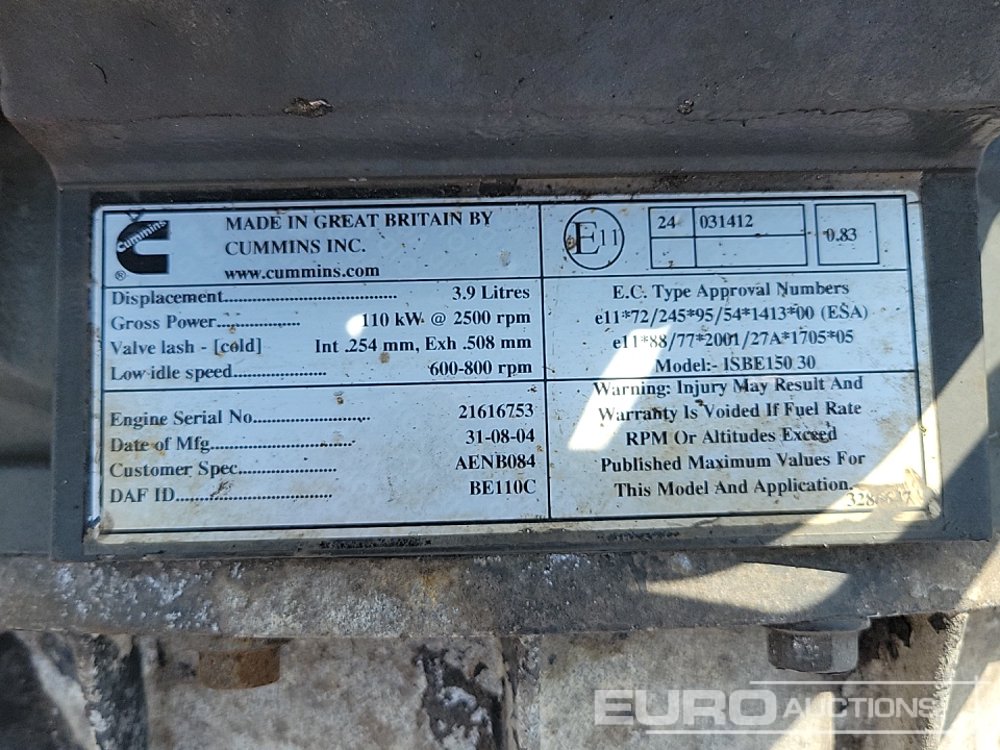 Cummins
®
MADE IN GREAT BRITAIN BY
CUMMINS INC.
www.cummins.com
E11
24 031412
0.83
Displacement........................................ 3.9 Litres
Gross Power................... 110 kW @ 2500 rpm
Valve lash - [cold] Int .254 mm, Exh .508 mm
Low idle speed......................... 600-800 rpm
E.C. Type Approval Numbers
e11*72/245*95/54*1413*00 (ESA)
e11*88/77*2001/27A*1705*05
Model:- ISBE150 30
Engine Serial No........................... 21616753
Date of Mfg.................................. 31-08-04
Customer Spec....................... AENB084
DAF ID.................................... BE110C
Warning: Injury May Result And
Warranty Is Voided If Fuel Rate
RPM Or Altitudes Exceed
Published Maximum Values For
This Model And Application.
EURO AUCTIONS